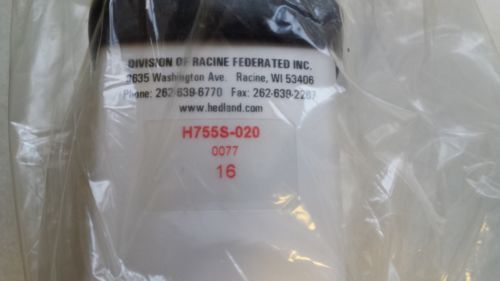 DIVISION OF RACINE FEDERATED INC.
8635 Washington Ave. Racine, WI 53406
Phone: 262-639-6770 Fax: 262-639-2267
www.hedland.com
H755S-020
0077
16